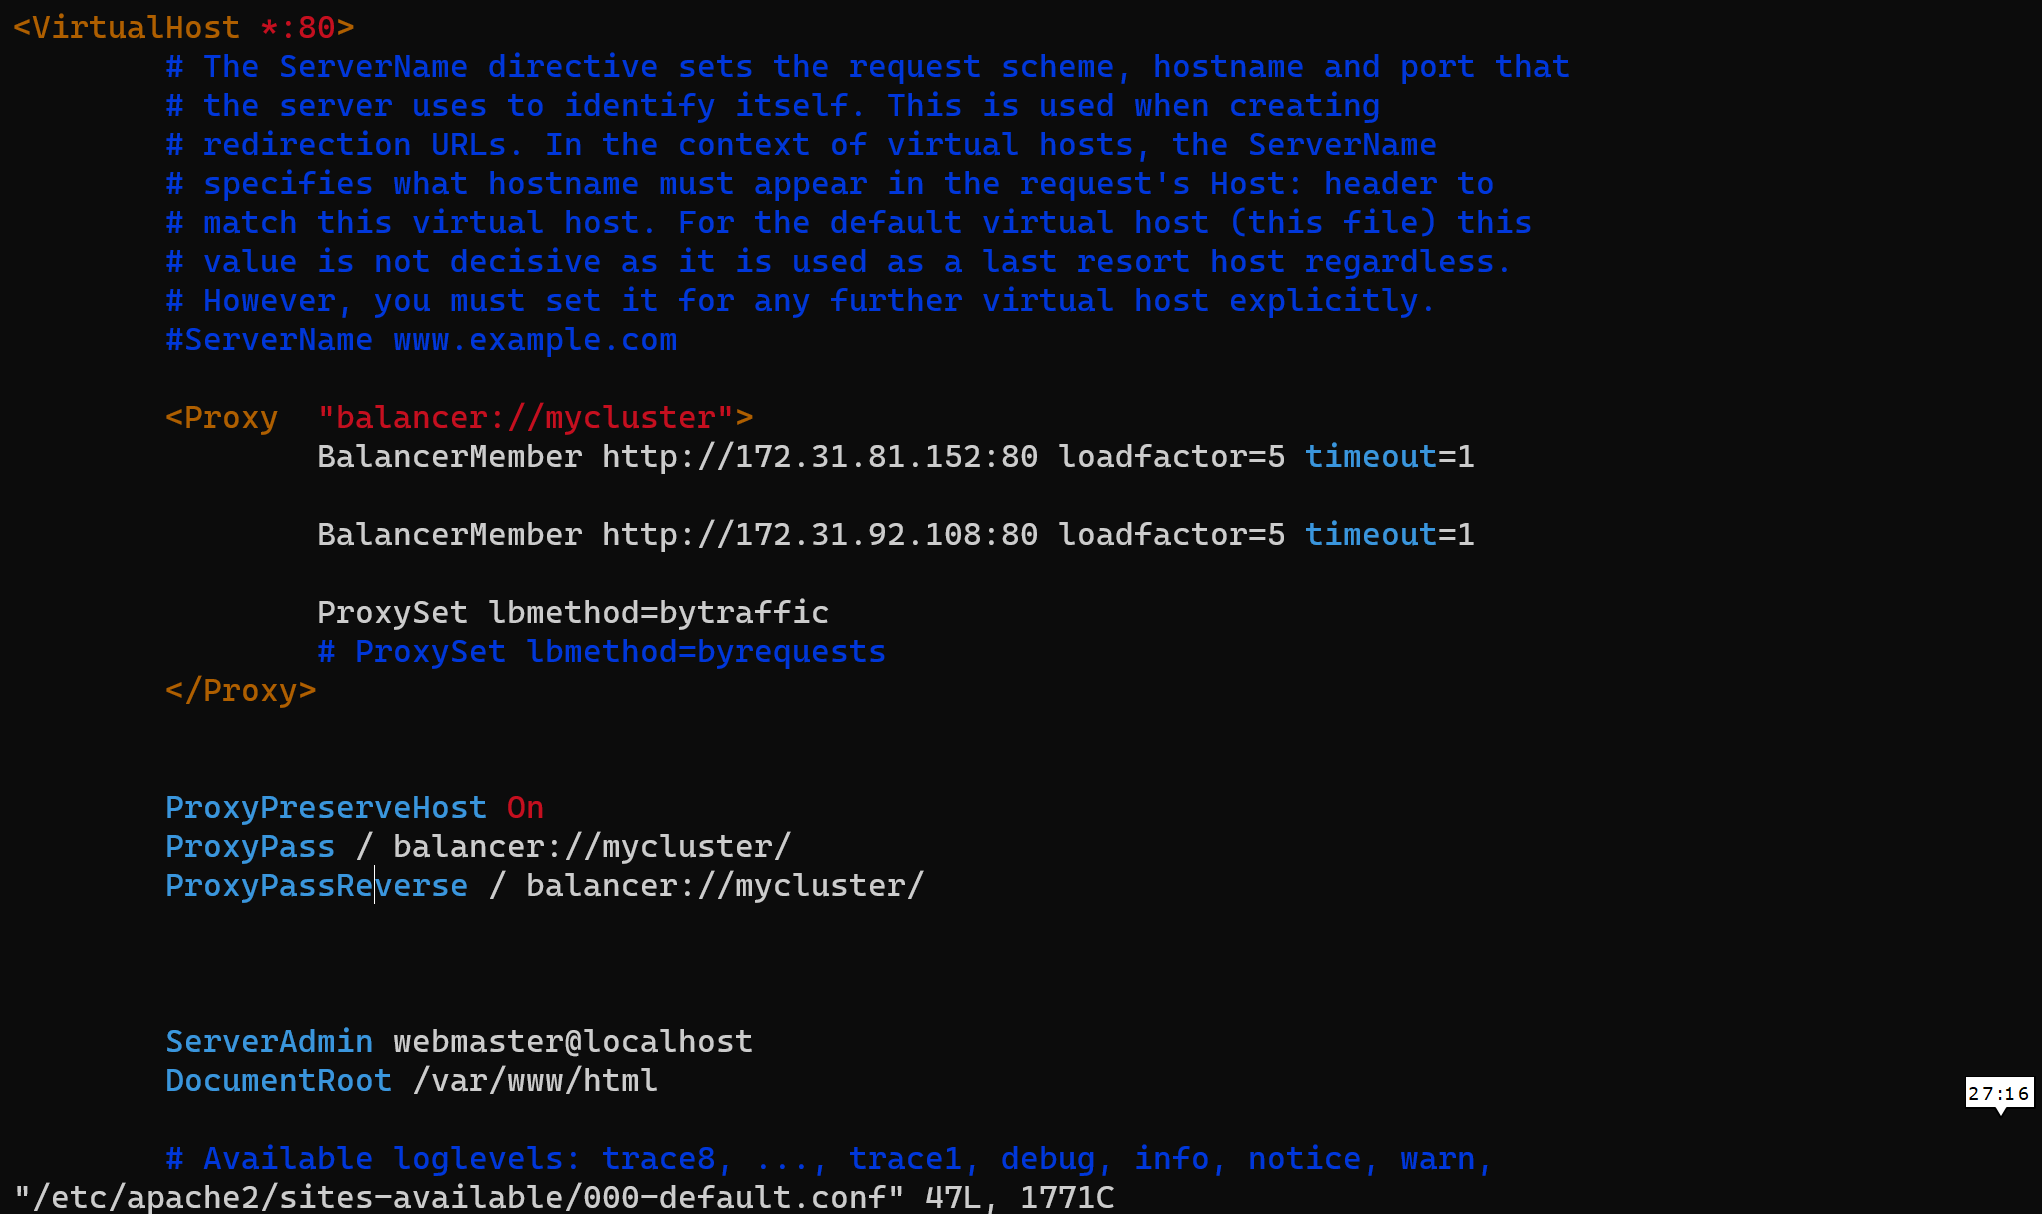 <VirtualHost *:80>
# The ServerName directive sets the request scheme, hostname and port that
# the server uses to identify itself. This is used when creating
# redirection URLs. In the context of virtual hosts, the ServerName
# specifies what hostname must appear in the request's Host: header to
# match this virtual host. For the default virtual host (this file) this
# value is not decisive as it is used as a last resort host regardless.
# However, you must set it for any further virtual host explicitly.
#ServerName www.example.com
<Proxy  "balancer://mycluster">
BalancerMember http://172.31.81.152:80 loadfactor=5 timeout=1
BalancerMember http://172.31.92.108:80 loadfactor=5 timeout=1
ProxySet lbmethod=bytraffic
# ProxySet lbmethod=byrequests
</Proxy>
ProxyPreserveHost On
ProxyPass / balancer://mycluster/
ProxyPassReverse / balancer://mycluster/
ServerAdmin webmaster@localhost
DocumentRoot /var/www/html
27:16
# Available loglevels: trace8, ..., trace1, debug, info, notice, warn,
"/etc/apache2/sites-available/000-default.conf" 47L, 1771C